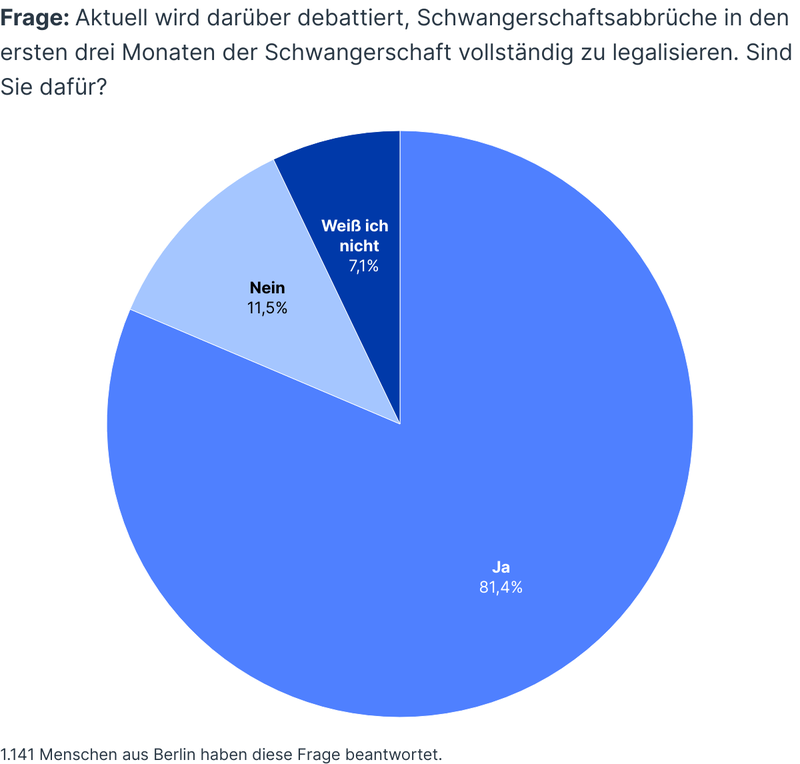 Frage: Aktuell wird darüber debattiert, Schwangerschaftsabbrüche in den
ersten drei Monaten der Schwangerschaft vollständig zu legalisieren. Sind
Sie dafür?
Weiß ich
nicht
7,1%
Nein
11,5%
Ja
81,4%
1.141 Menschen aus Berlin haben diese Frage beantwortet.